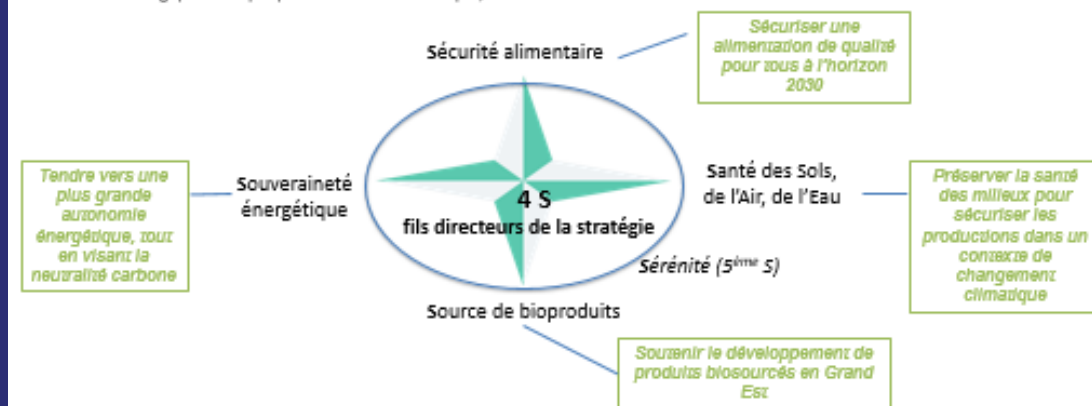 Sécurité alimentaire
Sécuriser une
alimentation de qualité
pour tous à l'horizon
2030
Tendre vers une
plus grande
autonomie
énergétique, tout
en visant la
neutralité carbone
Souveraineté
énergétique
4 S
fils directeurs de la stratégie
Santé des Sols,
de l'Air, de l'Eau
Préserver la santé
des milieux pour
sécuriser les
productions dans un
contexte de
changement
climatique
Sérénité (5ième S)
Source de bioproduits
Soutenir le développement de
produits biosourcés en Grand
Est